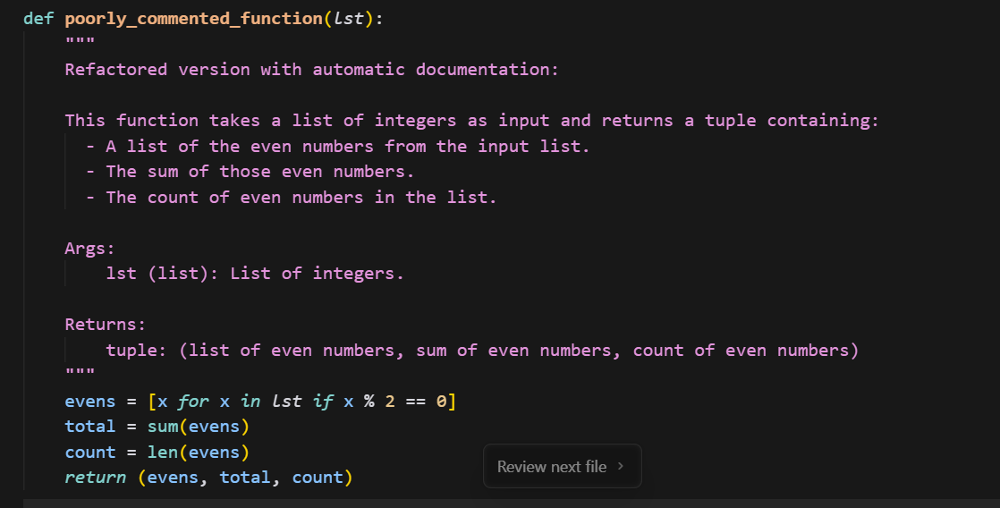 def poorly_commented_function(lst):
    """
    Refactored version with automatic documentation:

    This function takes a list of integers as input and returns a tuple containing:
      - A list of the even numbers from the input list.
      - The sum of those even numbers.
      - The count of even numbers in the list.

    Args:
        lst (list): List of integers.

    Returns:
        tuple: (list of even numbers, sum of even numbers, count of even numbers)
    """
    evens = [x for x in lst if x % 2 == 0]
    total = sum(evens)
    count = len(evens)
    return (evens, total, count)
Review next file >